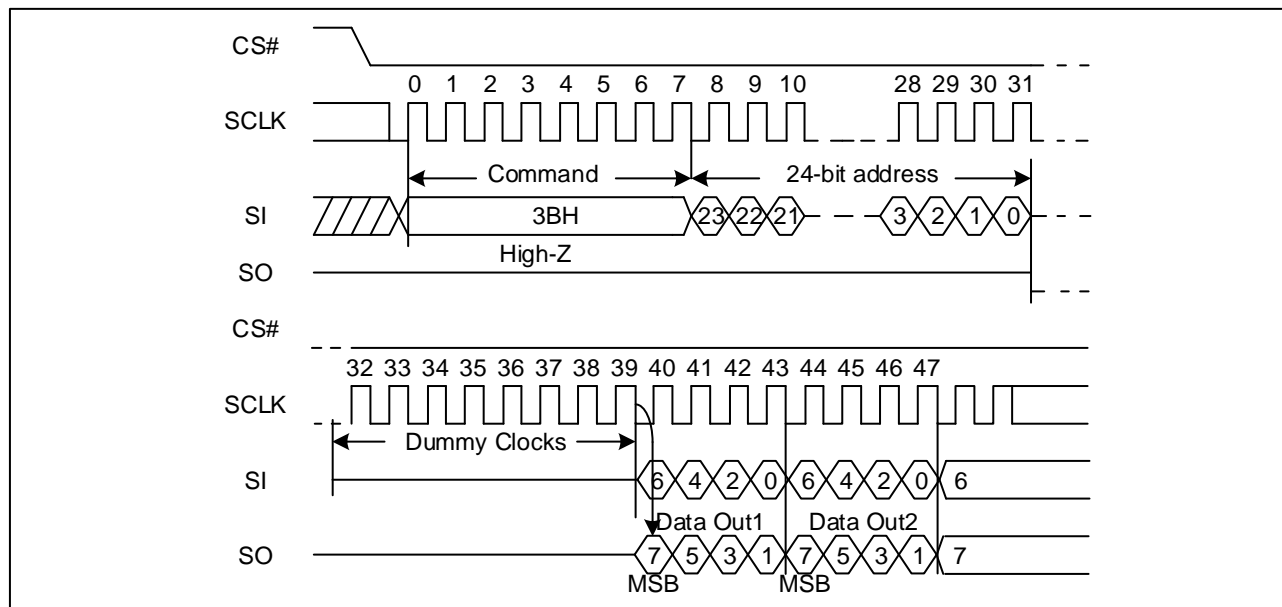 CS#
0 1 2 3 4 5 6 7 8 9 10 28 29 30 31
SCLK
Command 24-bit address
SI 3BH 23 22 21 3 2 1 0
High-Z
SO
CS#
32 33 34 35 36 37 38 39 40 41 42 43 44 45 46 47
SCLK
Dummy Clocks
SI 6 4 2 0 6 4 2 0 6
Data Out1 Data Out2
SO 7 5 3 1 7 5 3 1 7
MSB MSB